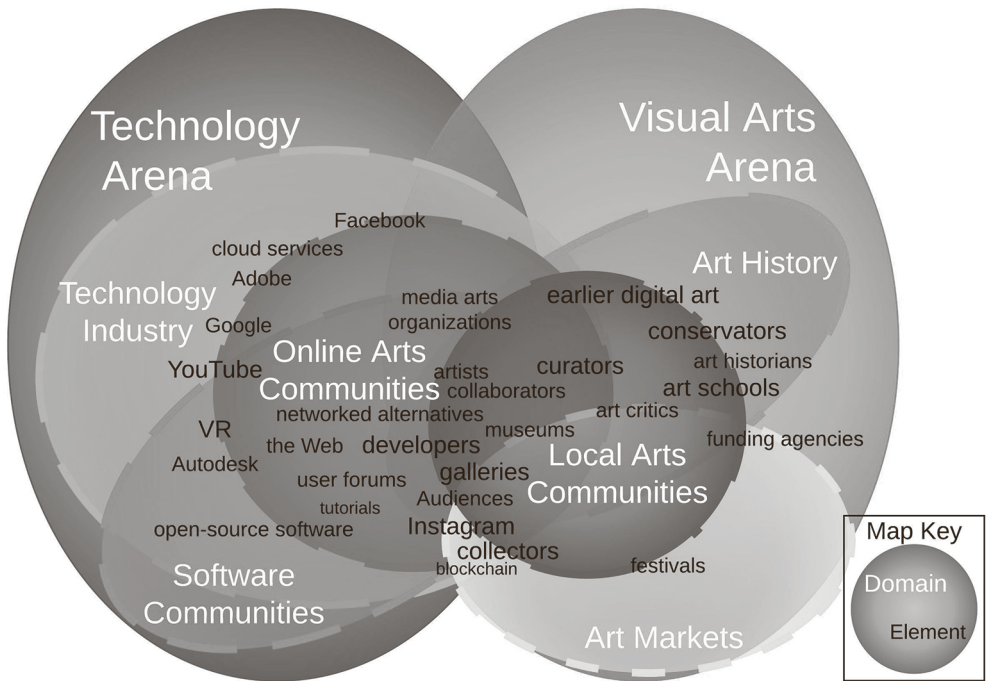 Technology
Arena
Visual Arts
Arena
Facebook
cloud services
Adobe
Art History
Technology
Industry
media arts
organizations
earlier digital art
Google
conservators
Online Arts
Communities
YouTube
artists
curators
art historians
collaborators
art schools
networked alternatives
art critics
VR
the Web
developers
museums
funding agencies
Autodesk
Local Arts
Communities
user forums
galleries
tutorials
Audiences
open-source software
Instagram
collectors
blockchain
festivals
Software
Communities
Art Markets
Map Key
Domain
Element